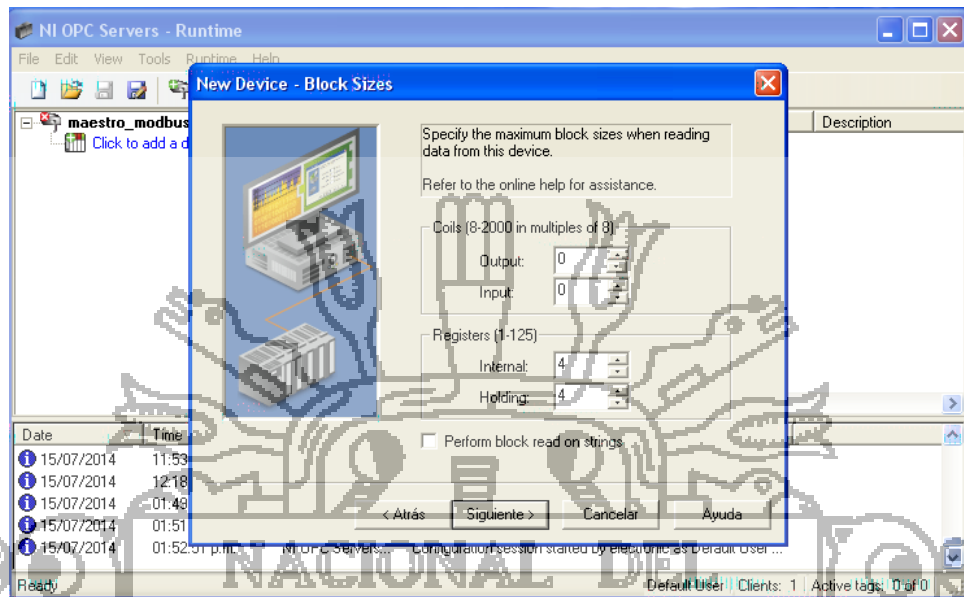 NI OPC Servers - Runtime
File Edit View Tools Runtime Help
New Device - Block Sizes
maestro_modbus
Click to add a d
Description
Specify the maximum block sizes when reading
data from this device.
Refer to the online help for assistance.
Coils (8-2000 in multiples of 8)
Output: 0
Input: 0
Registers (1-125)
Internal: 4
Holding: 4
Perform block read on strings
< Atrás Siguiente > Cancelar Ayuda
Date Time
15/07/2014 11:53
15/07/2014 12:18
15/07/2014 01:49
15/07/2014 01:51
15/07/2014 01:52:51 p.m. NI OPC Servers... Configuration session started by electronic as Default User ...
NACIONAL DEL
Ready Default User Clients: 1 Active tags: 0 of 0